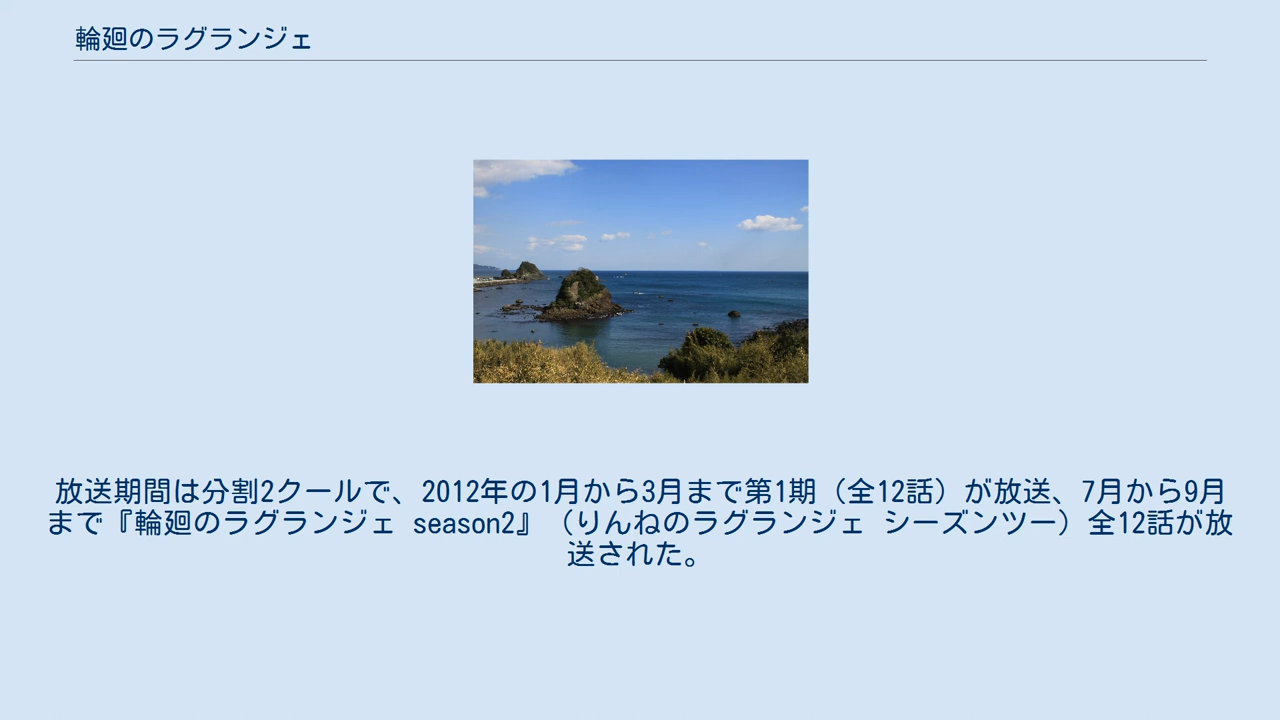 輪廻のラグランジェ
放送期間は分割2クールで、2012年の1月から3月まで第1期（全12話）が放送、7月から9月
まで『輪廻のラグランジェ season2』（りんねのラグランジェ シーズンツー）全12話が放
送された。